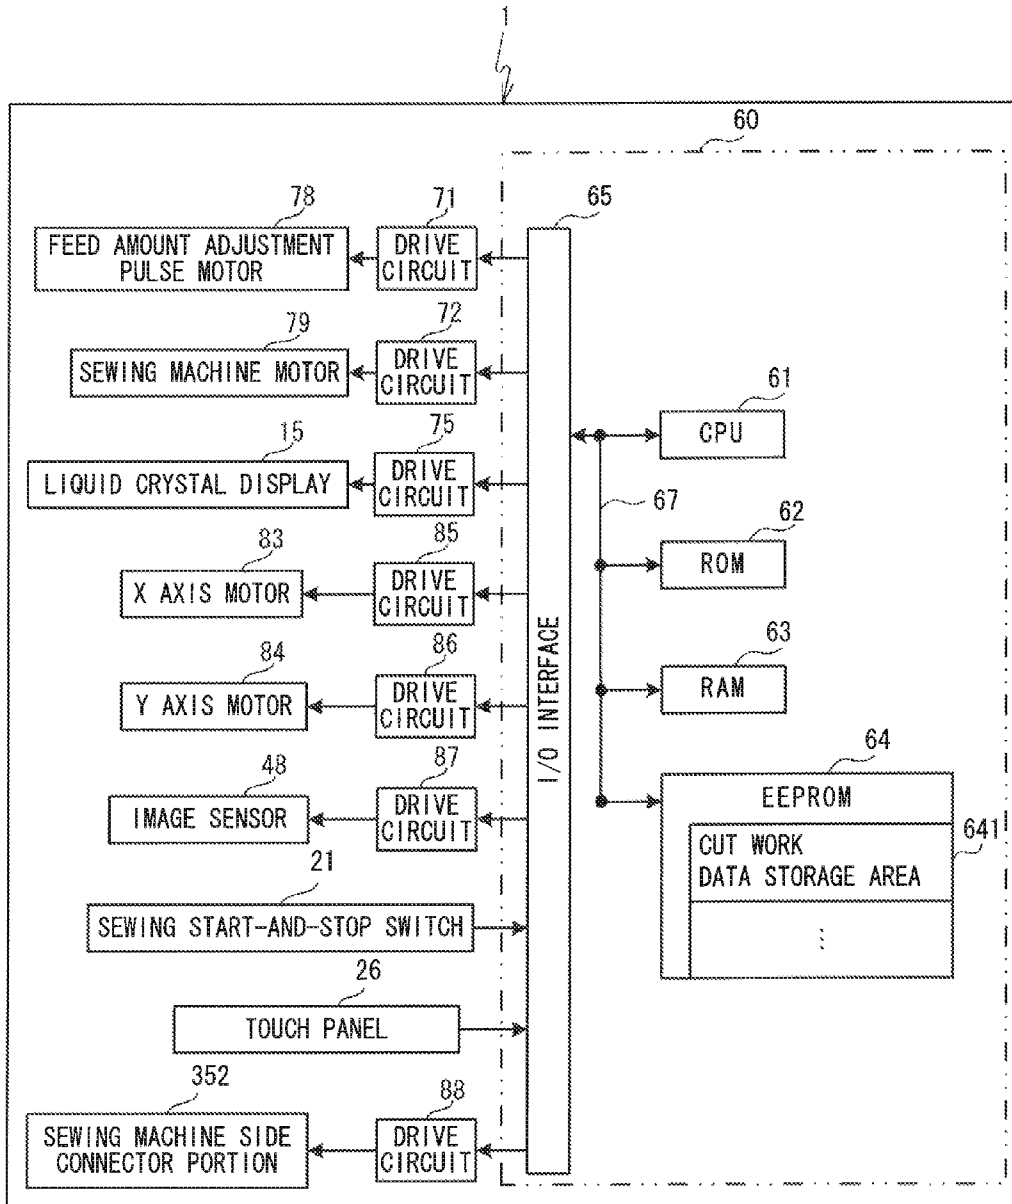 1
60
78
71
65
FEED AMOUNT ADJUSTMENT
PULSE MOTOR
DRIVE
CIRCUIT
79
72
SEWING MACHINE MOTOR
DRIVE
CIRCUIT
61
CPU
15
75
LIQUID CRYSTAL DISPLAY
DRIVE
CIRCUIT
67
62
83
85
X AXIS MOTOR
DRIVE
CIRCUIT
ROM
84
86
63
Y AXIS MOTOR
DRIVE
CIRCUIT
RAM
I/O INTERFACE
48
87
64
IMAGE SENSOR
DRIVE
CIRCUIT
EEPROM
641
CUT WORK
DATA STORAGE AREA
⋮
21
SEWING START-AND-STOP SWITCH
26
TOUCH PANEL
352
88
SEWING MACHINE SIDE
CONNECTOR PORTION
DRIVE
CIRCUIT